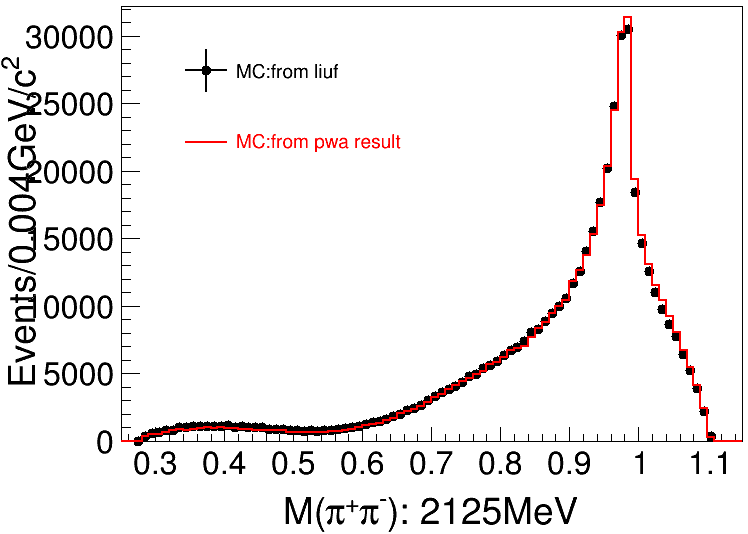 Events/0.004GeV/c²
30000
25000
20000
15000
10000
5000
0
MC:from liuf
MC:from pwa result
0.3 0.4 0.5 0.6 0.7 0.8 0.9 1 1.1
M(π⁺π⁻): 2125MeV